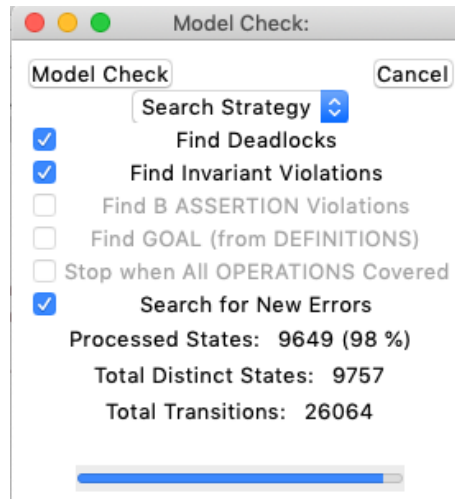 Model Check:
Model Check Cancel
Search Strategy
Find Deadlocks
Find Invariant Violations
Find B ASSERTION Violations
Find GOAL (from DEFINITIONS)
Stop when All OPERATIONS Covered
Search for New Errors
Processed States: 9649 (98 %)
Total Distinct States: 9757
Total Transitions: 26064